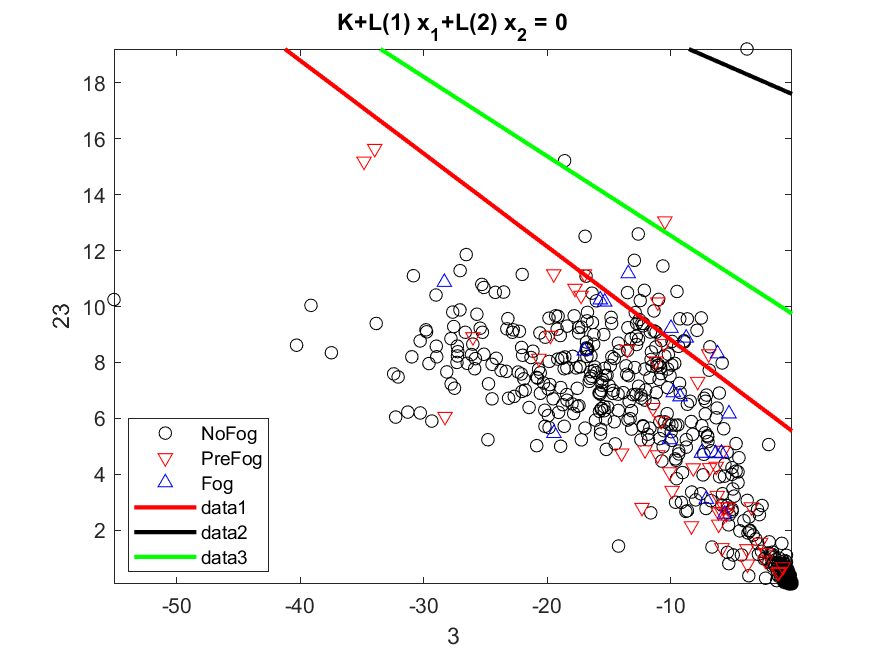 K+L(1) x1+L(2) x2 = 0
18
16
14
12
10
8
6
4
2
23
NoFog
PreFog
Fog
data1
data2
data3
-50
-40
-30
-20
-10
3